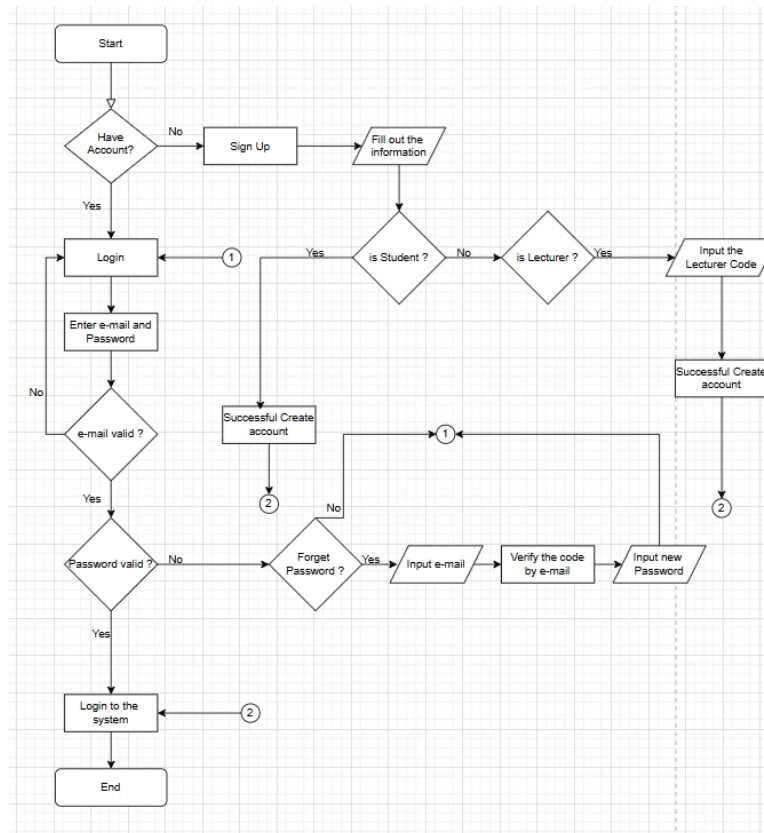 Start
Have
Account?
No
Sign Up
Fill out the
information
Yes
Login
1
Yes
is Student ?
No
is Lecturer ?
Yes
Input the
Lecturer Code
Enter e-mail and
Password
Successful Create
account
No
e-mail valid ?
Successful Create
account
1
2
2
Yes
No
Password valid ?
No
Forget
Password ?
Yes
Input e-mail
Verify the code
by e-mail
Input new
Password
Yes
Login to the
system
2
End